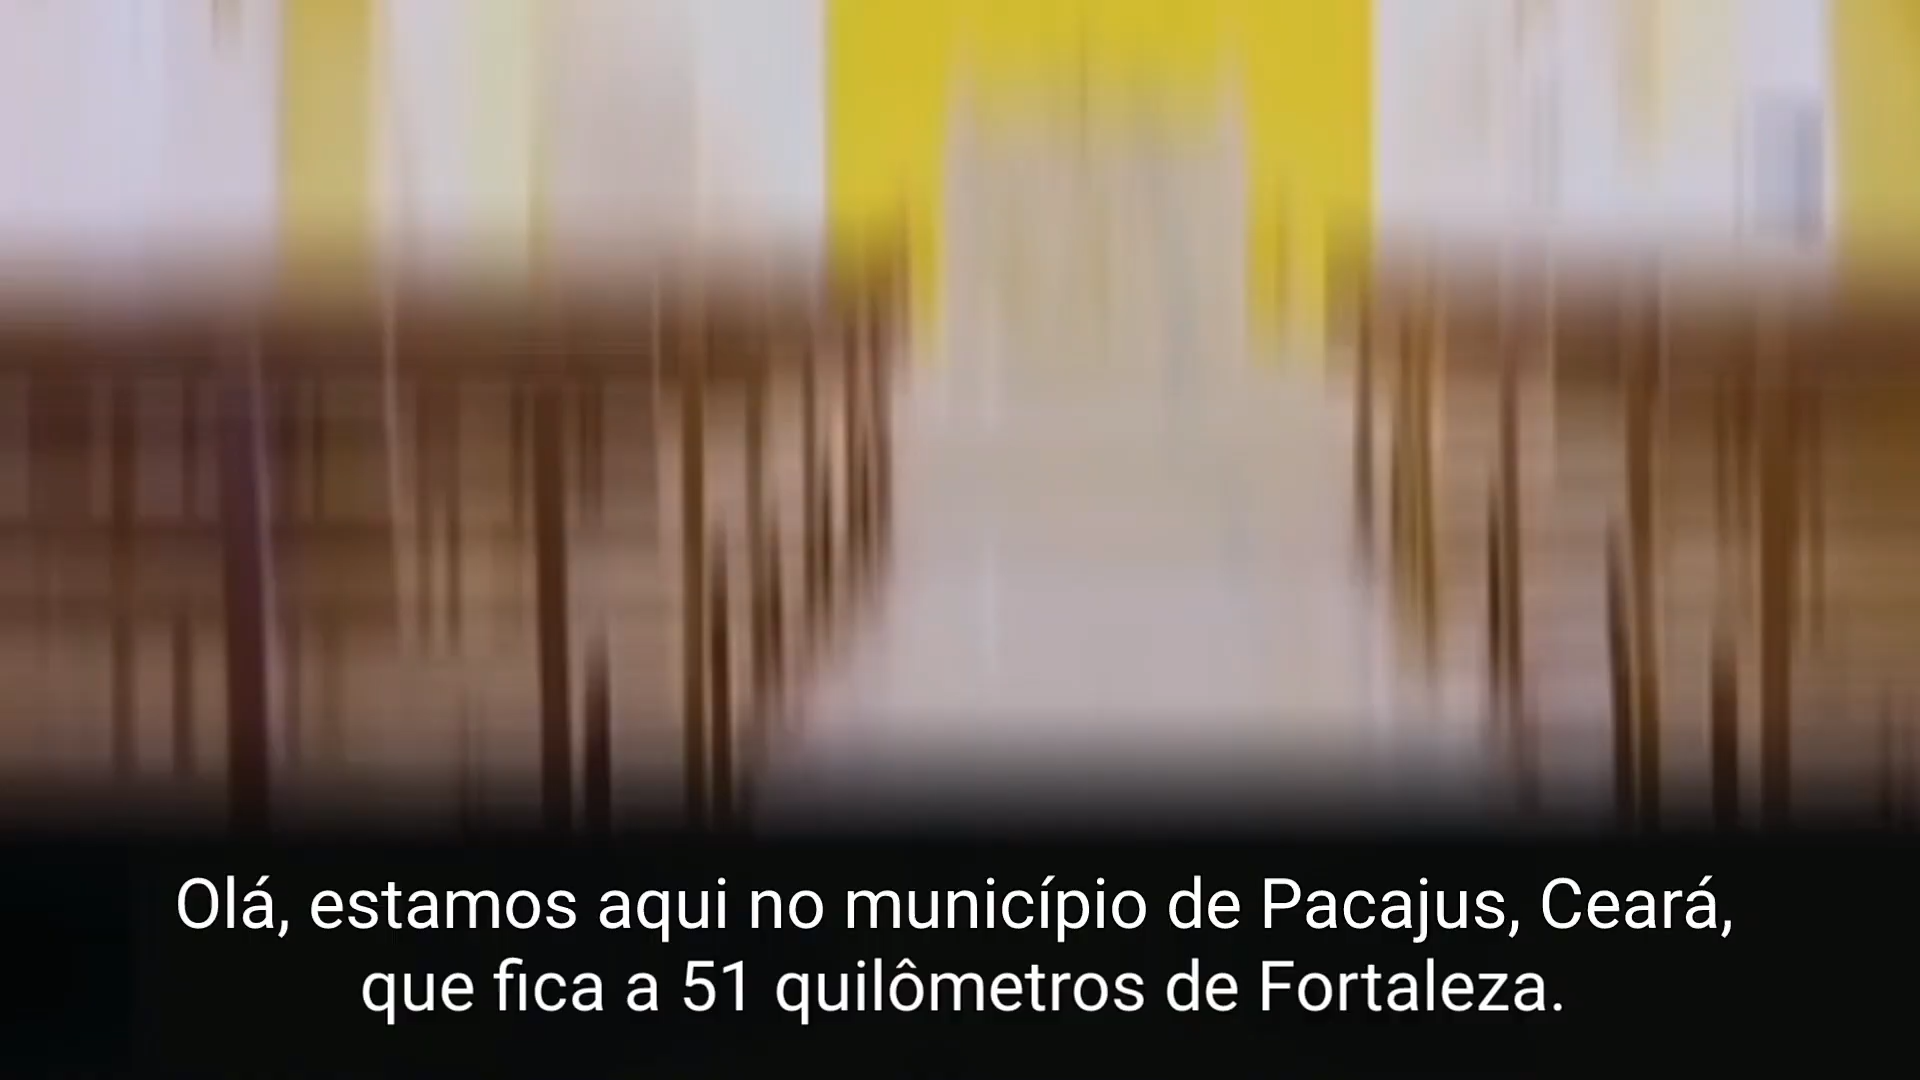 Olá, estamos aqui no município de Pacajus, Ceará,
que fica a 51 quilômetros de Fortaleza.